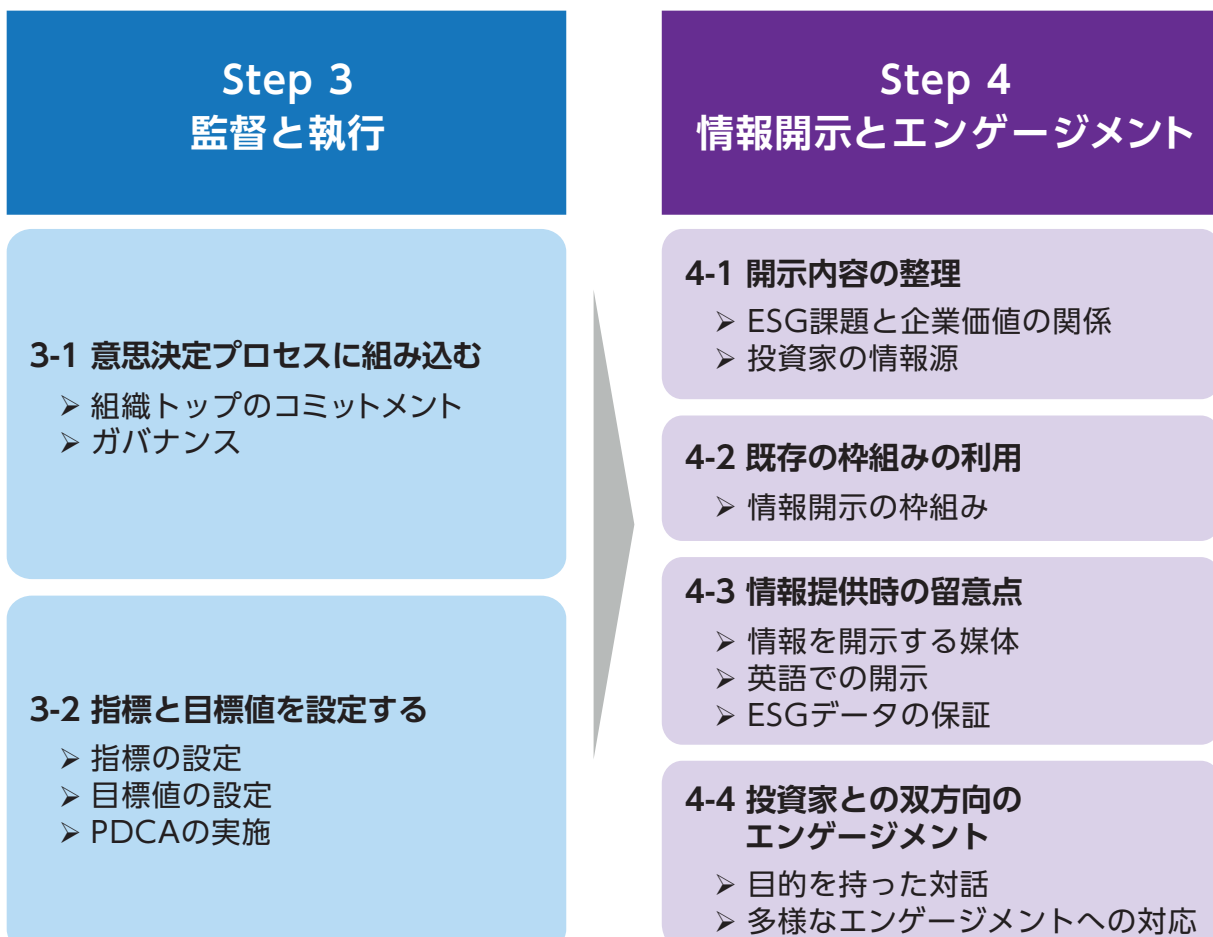 Step 3
監督と執行
3-1 意思決定プロセスに組み込む
➢ 組織トップのコミットメント
➢ ガバナンス
3-2 指標と目標値を設定する
➢ 指標の設定
➢ 目標値の設定
➢ PDCAの実施
Step 4
情報開示とエンゲージメント
4-1 開示内容の整理
➢ ESG課題と企業価値の関係
➢ 投資家の情報源
4-2 既存の枠組みの利用
➢ 情報開示の枠組み
4-3 情報提供時の留意点
➢ 情報を開示する媒体
➢ 英語での開示
➢ ESGデータの保証
4-4 投資家との双方向の
エンゲージメント
➢ 目的を持った対話
➢ 多様なエンゲージメントへの対応